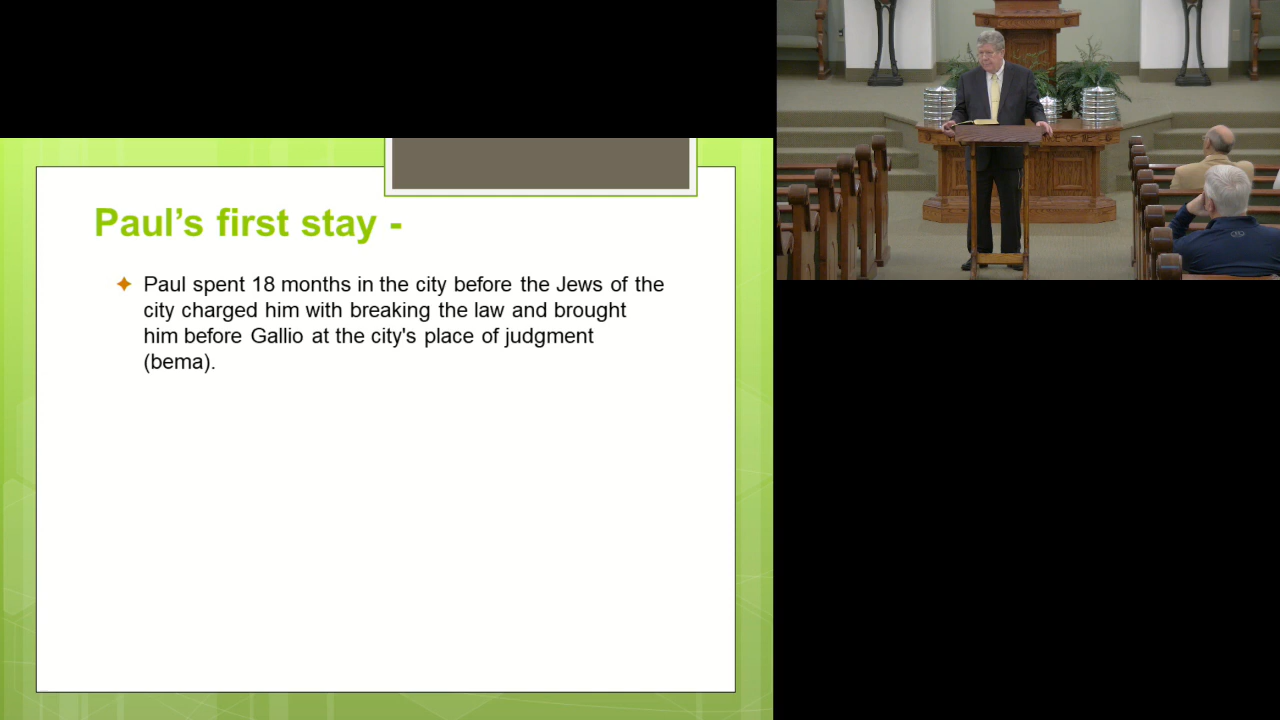 Paul’s first stay -
Paul spent 18 months in the city before the Jews of the
city charged him with breaking the law and brought
him before Gallio at the city's place of judgment
(bema).